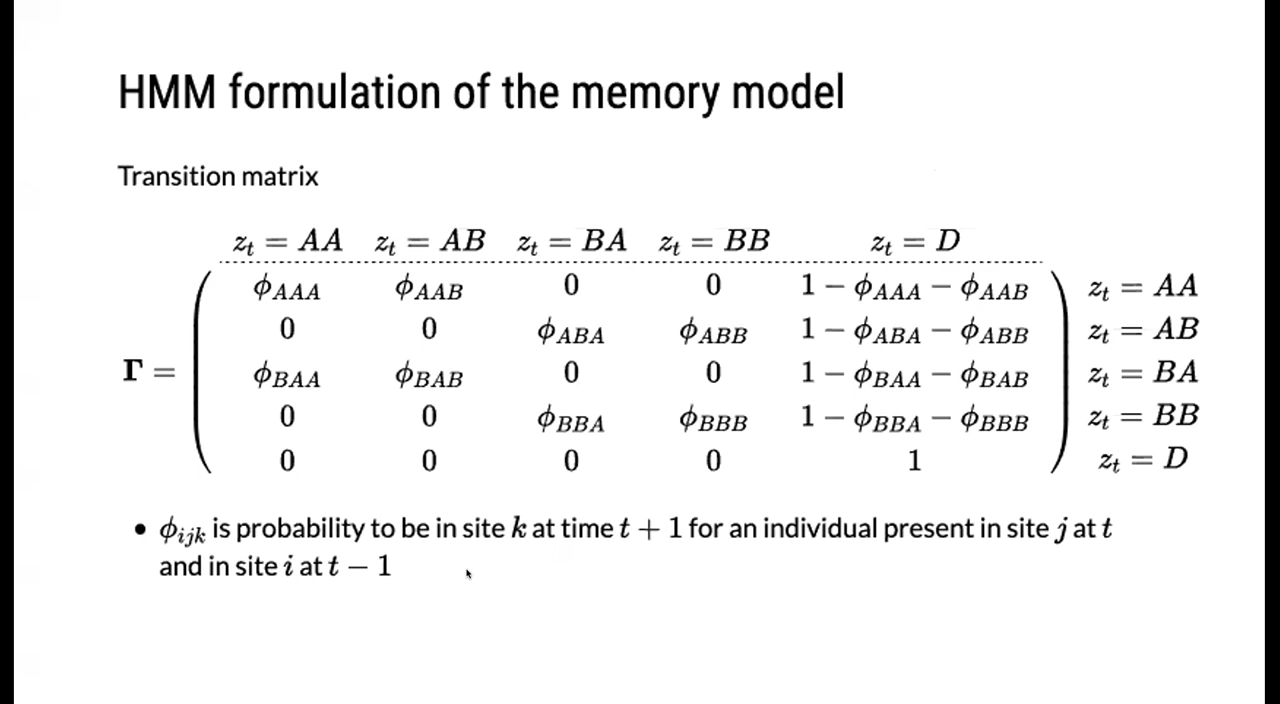 HMM formulation of the memory model
Transition matrix
z_t = AA z_t = AB z_t = BA z_t = BB z_t = D
ϕ_AAA ϕ_AAB 0 0 1 − ϕ_AAA − ϕ_AAB z_t = AA
0 0 ϕ_ABA ϕ_ABB 1 − ϕ_ABA − ϕ_ABB z_t = AB
Γ = ϕ_BAA ϕ_BAB 0 0 1 − ϕ_BAA − ϕ_BAB z_t = BA
0 0 ϕ_BBA ϕ_BBB 1 − ϕ_BBA − ϕ_BBB z_t = BB
0 0 0 0 1 z_t = D
• ϕ_ijk is probability to be in site k at time t + 1 for an individual present in site j at t
and in site i at t − 1